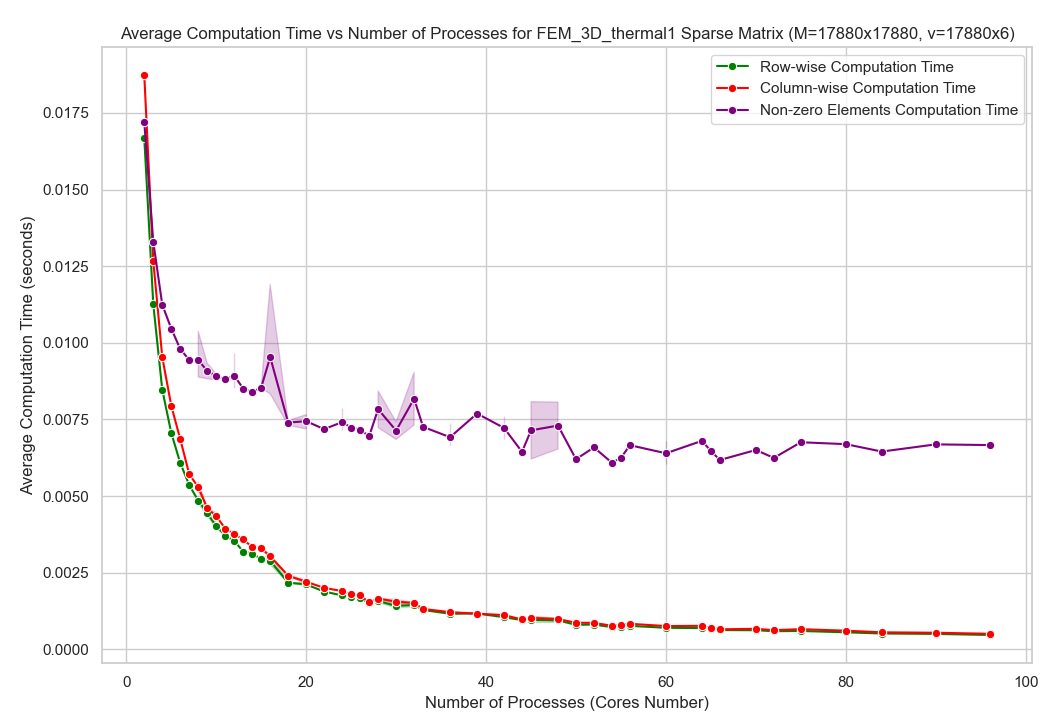 Average Computation Time vs Number of Processes for FEM_3D_thermal1 Sparse Matrix (M=17880x17880, v=17880x6)
Row-wise Computation Time
Column-wise Computation Time
Non-zero Elements Computation Time
Average Computation Time (seconds)
0.0175
0.0150
0.0125
0.0100
0.0075
0.0050
0.0025
0.0000
0
20
40
60
80
100
Number of Processes (Cores Number)